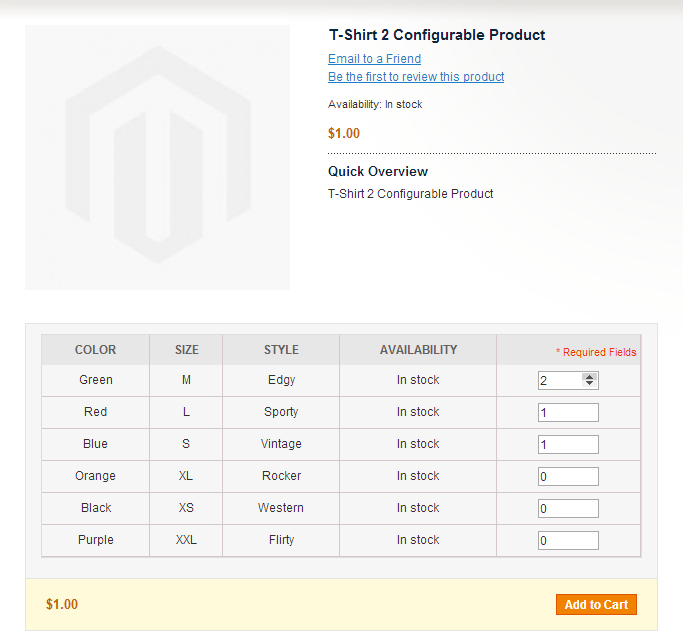 T-Shirt 2 Configurable Product
Email to a Friend
Be the first to review this product
Availability: In stock
$1.00
Quick Overview
T-Shirt 2 Configurable Product
COLOR SIZE STYLE AVAILABILITY * Required Fields
Green M Edgy In stock 2
Red L Sporty In stock 1
Blue S Vintage In stock 1
Orange XL Rocker In stock 0
Black XS Western In stock 0
Purple XXL Flirty In stock 0
$1.00 Add to Cart